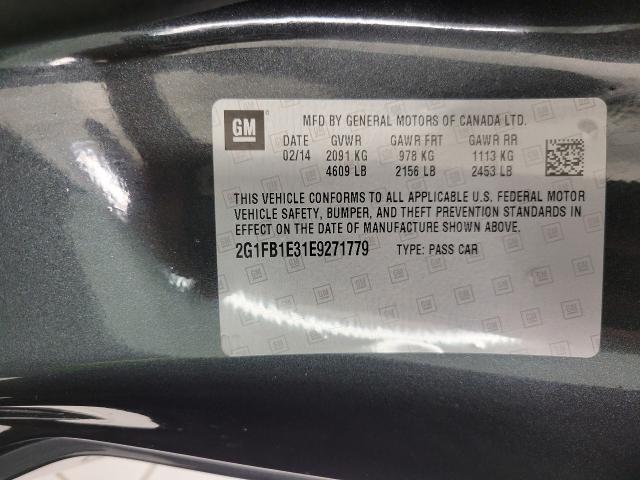 GM
MFD BY GENERAL MOTORS OF CANADA LTD.
DATE GVWR GAWR FRT GAWR RR
02/14 2091 KG 978 KG 1113 KG
4609 LB 2156 LB 2453 LB
THIS VEHICLE CONFORMS TO ALL APPLICABLE U.S. FEDERAL MOTOR
VEHICLE SAFETY, BUMPER, AND THEFT PREVENTION STANDARDS IN
EFFECT ON THE DATE OF MANUFACTURE SHOWN ABOVE.
2G1FB1E31E9271779 TYPE: PASS CAR